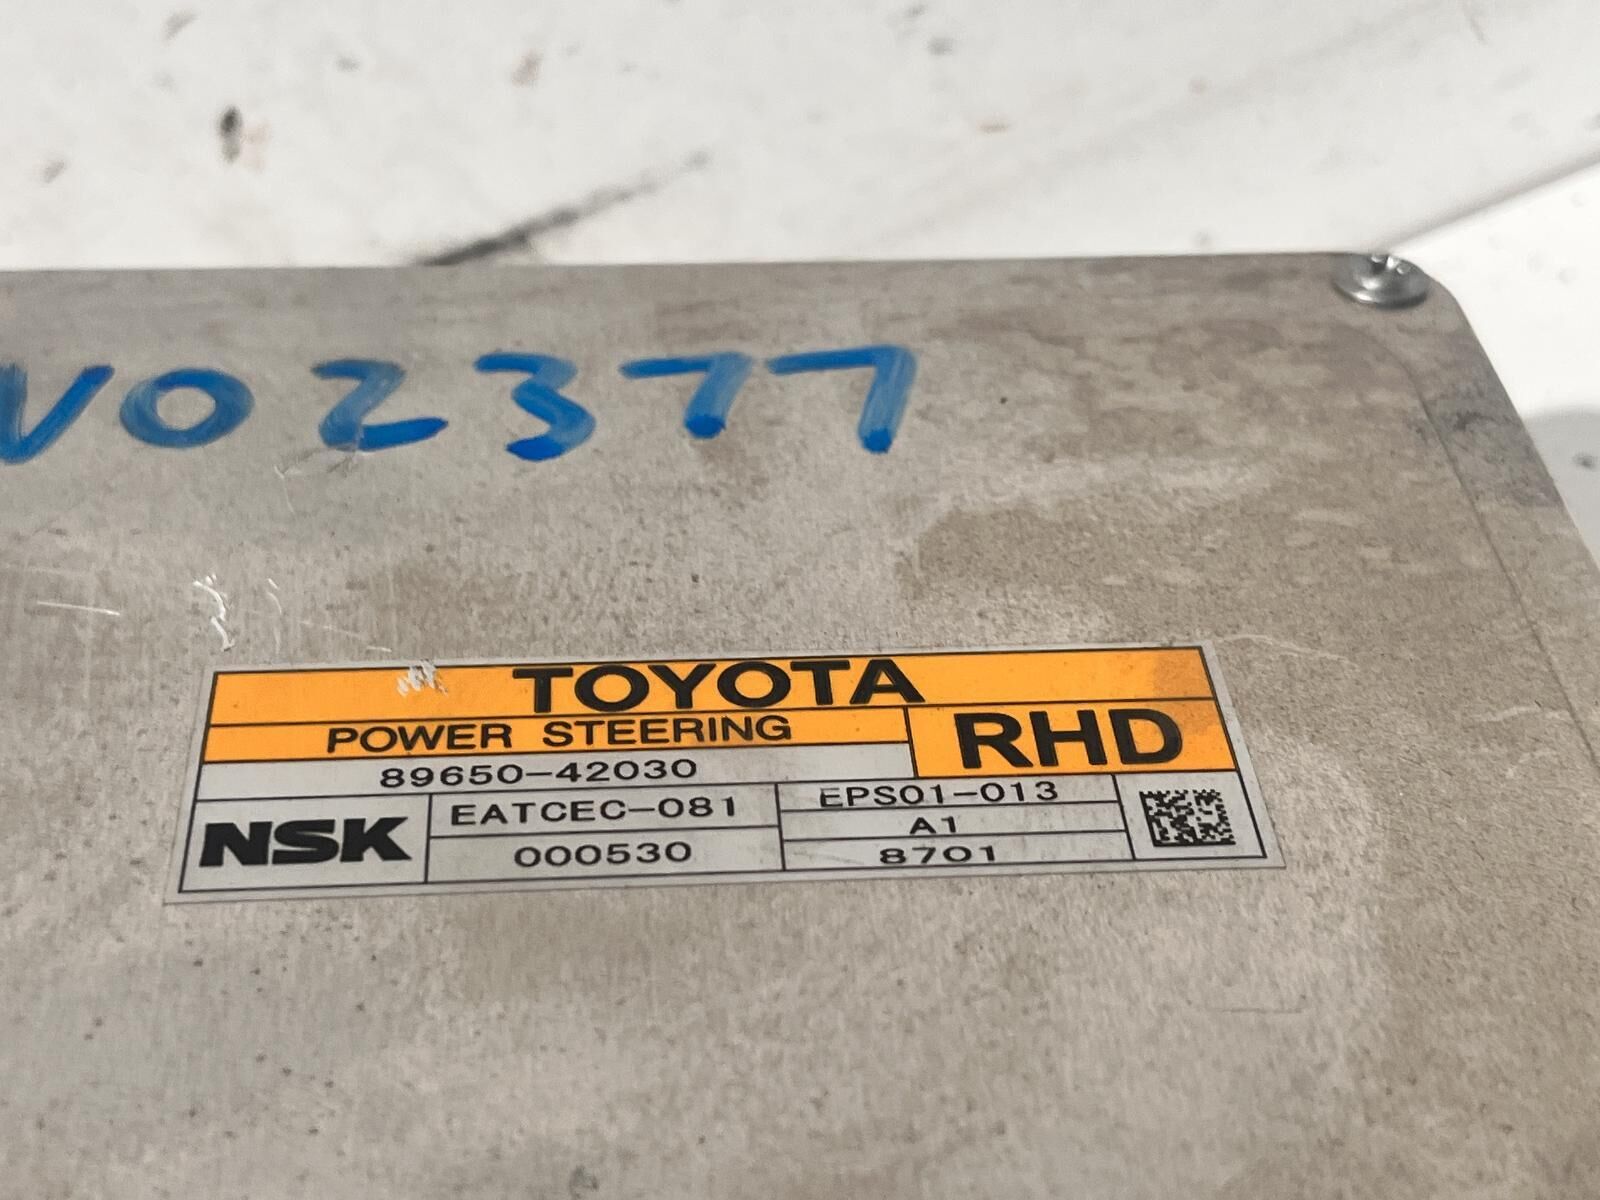 V02377
TOYOTA
POWER STEERING
RHD
89650-42030
NSK
EATCEC-081
000530
EPS01-013
A1
8701